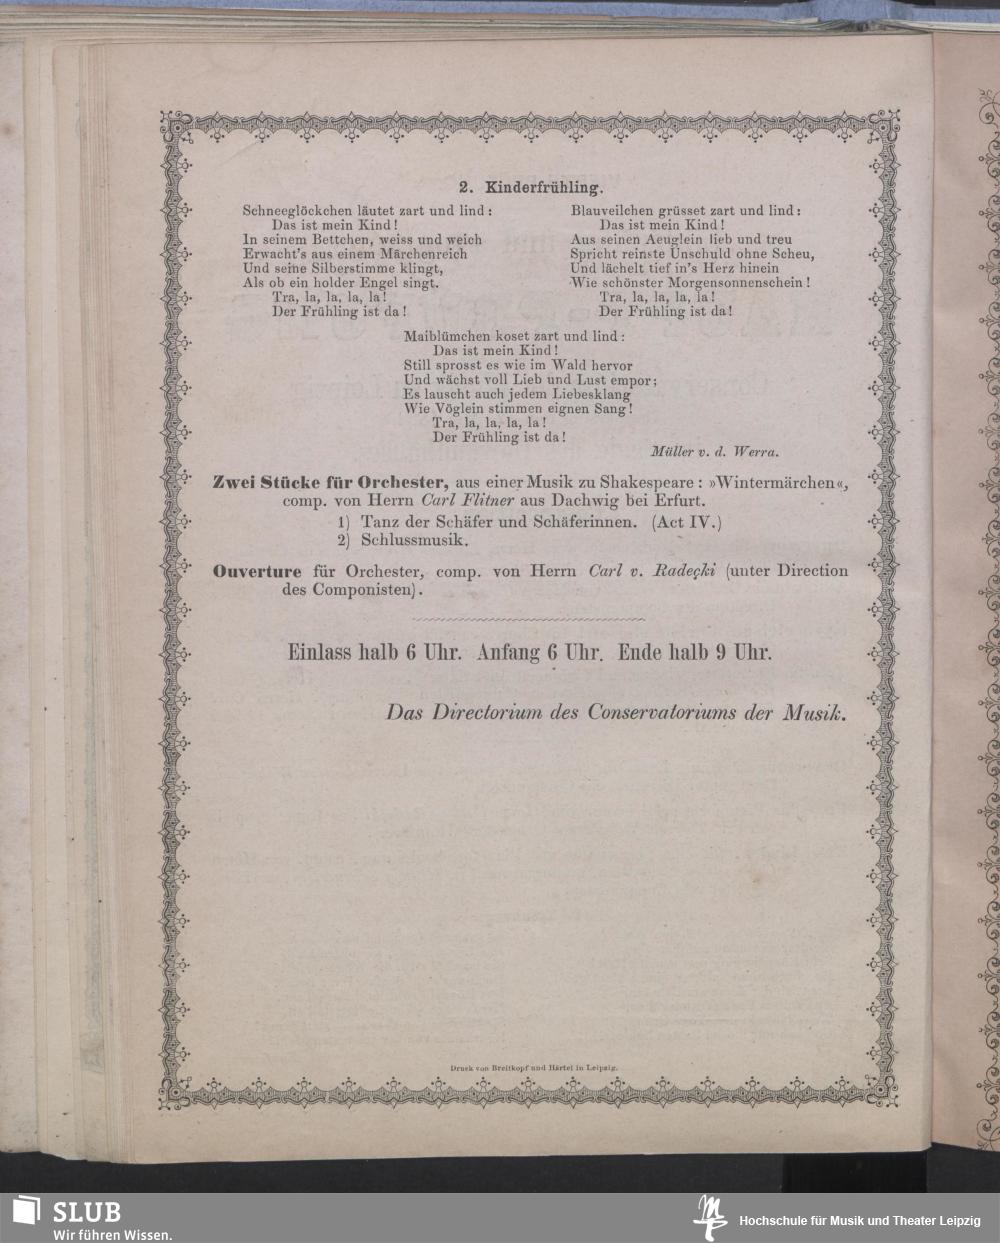 2. Kinderfrühling.
Schneeglöckchen läutet zart und lind:
Das ist mein Kind!
In seinem Bettchen, weiss und weich
Erwacht's aus einem Märchenreich
Und seine Silberstimme klingt,
Als ob ein holder Engel singt.
Tra, la, la, la, la!
Der Frühling ist da!
Blauveilchen grüsset zart und lind:
Das ist mein Kind!
Aus seinen Aeuglein lieb und treu
Spricht reinste Unschuld ohne Scheu,
Und lächelt tief in's Herz hinein
Wie schönster Morgensonnenschein!
Tra, la, la, la, la!
Der Frühling ist da!
Maiblümchen koset zart und lind:
Das ist mein Kind!
Still sprosst es wie im Wald hervor
Und wächst voll Lieb und Lust empor;
Es lauscht auch jedem Liebesklang
Wie Vöglein stimmen eignen Sang!
Tra, la, la, la, la!
Der Frühling ist da!
Müller v. d. Werra.
Zwei Stücke für Orchester, aus einer Musik zu Shakespeare: »Wintermärchen«,
comp. von Herrn Carl Flitner aus Dachwig bei Erfurt.
1) Tanz der Schäfer und Schäferinnen. (Act IV.)
2) Schlussmusik.
Ouverture für Orchester, comp. von Herrn Carl v. Radeçki (unter Direction
des Componisten).
Einlass halb 6 Uhr. Anfang 6 Uhr. Ende halb 9 Uhr.
Das Directorium des Conservatoriums der Musik.
Druck von Breitkopf und Härtel in Leipzig.
SLUB
Wir führen Wissen.
Hochschule für Musik und Theater Leipzig